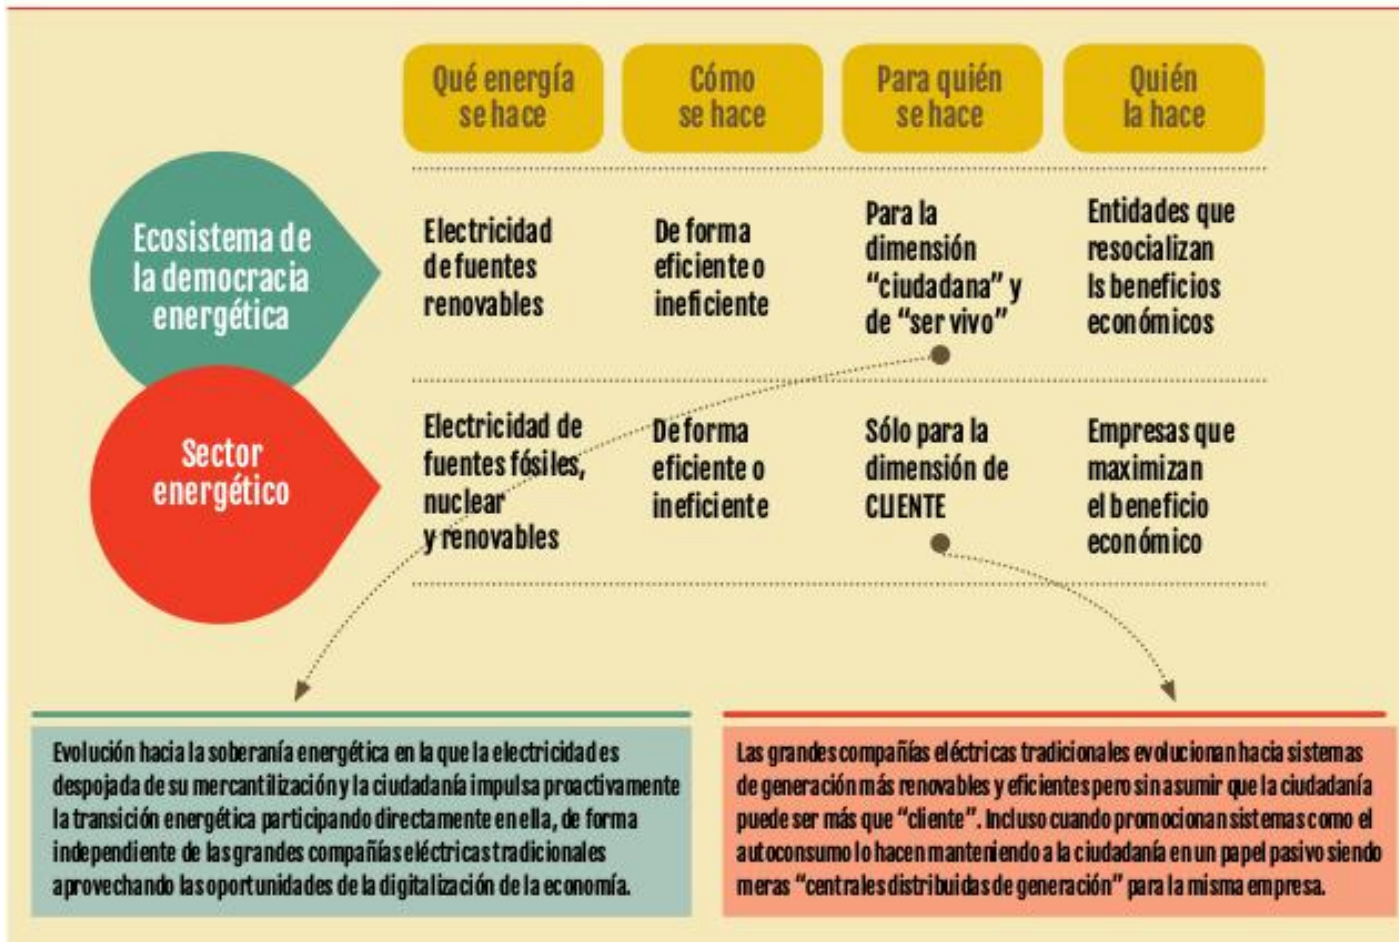 Qué energía
se hace
Cómo
se hace
Para quién
se hace
Quién
la hace
Ecosistema de
la democracia
energética
Electricidad
de fuentes
renovables
De forma
eficiente o
ineficiente
Para la
dimensión
“ciudadana” y
de “ser vivo”
Entidades que
resocializan
ls beneficios
económicos
Sector
energético
Electricidad de
fuentes fósiles,
nuclear
y renovables
De forma
eficiente o
ineficiente
Sólo para la
dimensión de
CLIENTE
Empresas que
maximizan
el beneficio
económico
Evolución hacia la soberanía energética en la que la electricidad es
despojada de su mercantilización y la ciudadanía impulsa proactivamente
la transición energética participando directamente en ella, de forma
independiente de las grandes compañías eléctricas tradicionales
aprovechando las oportunidades de la digitalización de la economía.
Las grandes compañías eléctricas tradicionales evolucionan hacia sistemas
de generación más renovables y eficientes pero sin asumir que la ciudadanía
puede ser más que “cliente”. Incluso cuando promocionan sistemas como el
autoconsumo lo hacen manteniendo a la ciudadanía en un papel pasivo siendo
meras “centrales distribuidas de generación” para la misma empresa.